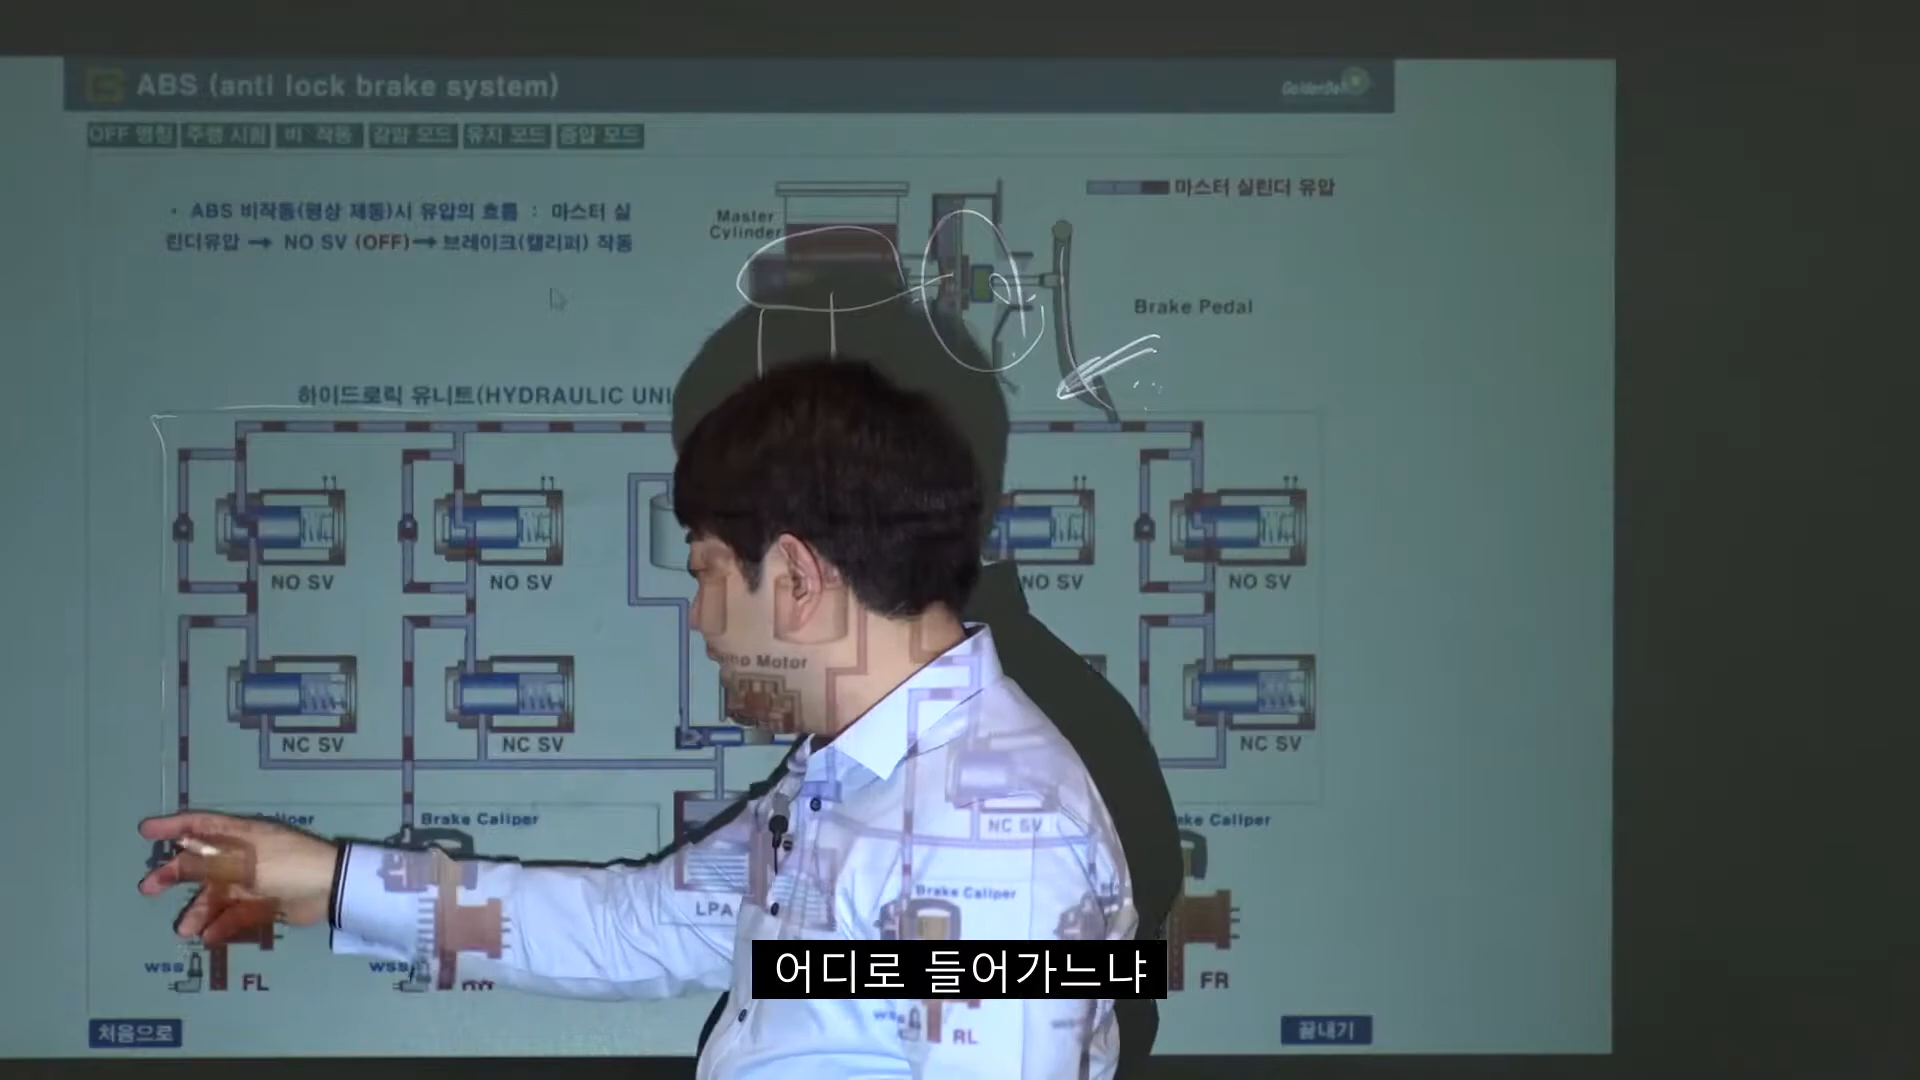 ABS (anti lock brake system)
GoldenBell
OFF 명칭 주행 시험 비 작동 감압 모드 유지 모드 증압 모드
· ABS 비작동(평상 제동)시 유압의 흐름 : 마스터 실
린더유압 → NO SV (OFF)→브레이크(캘리퍼) 작동
Master
Cylinder
마스터 실린더 유압
Brake Pedal
하이드로릭 유니트(HYDRAULIC UNI
NO SV
NO SV
NO SV
NO SV
Motor
NC SV
NC SV
NC SV
NC SV
Caliper
Brake Caliper
Brake Caliper
ke Caliper
LPA
wss
FL
wss
wss
RL
FR
어디로 들어가느냐
처음으로
끝내기